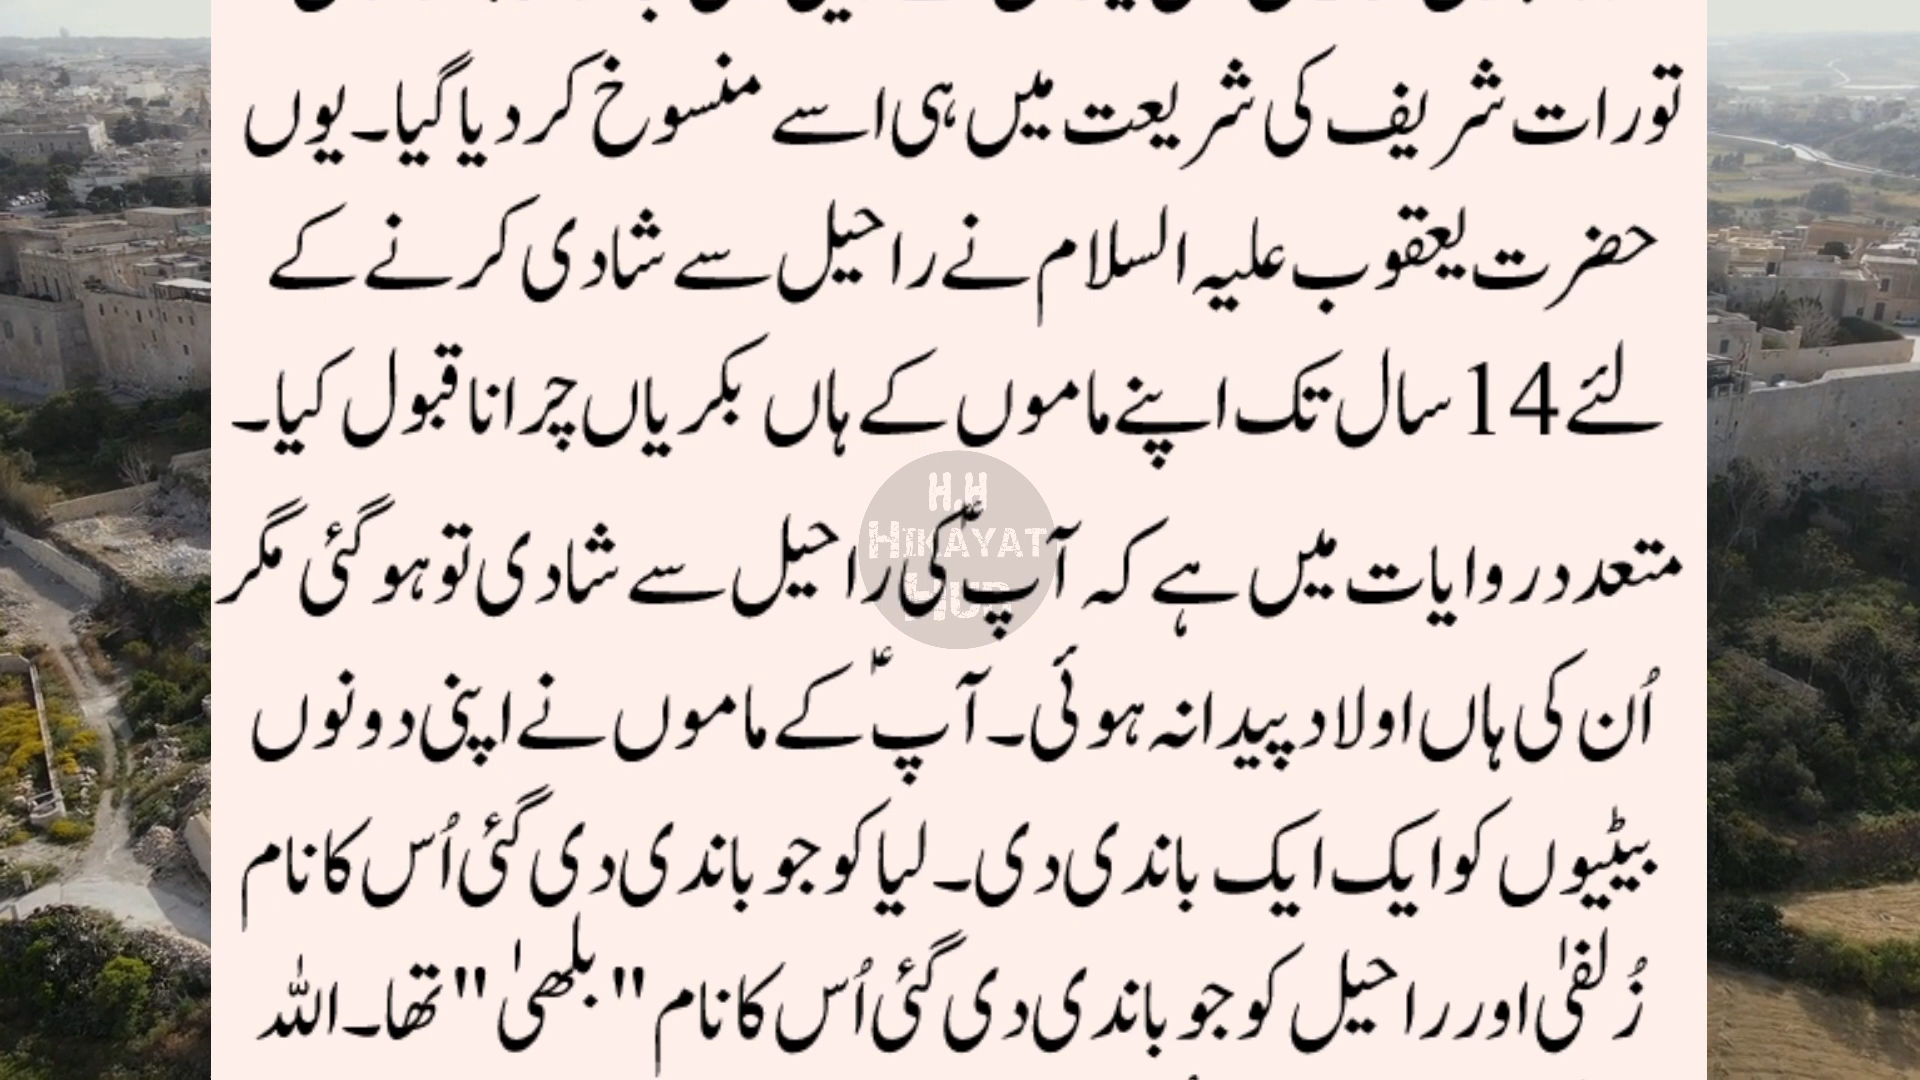 تورات شریف کی شریعت میں ہی اسے منسوخ کر دیا گیا۔ یوں
حضرت یعقوب علیہ السلام نے راحیل سے شادی کرنے کے
لئے 14 سال تک اپنے ماموں کے ہاں بکریاں چرانا قبول کیا۔
متعدد روایات میں ہے کہ آپؑ کی راحیل سے شادی تو ہو گئی مگر
اُن کی ہاں اولاد پیدا نہ ہوئی۔ آپؑ کے ماموں نے اپنی دونوں
بیٹیوں کو ایک ایک باندی دی۔ لیا کو جو باندی دی گئی اُس کا نام
زُلفیٰ اور راحیل کو جو باندی دی گئی اُس کا نام "بلھیٰ" تھا۔ اللہ
H.H
HIKAYAT
HUB